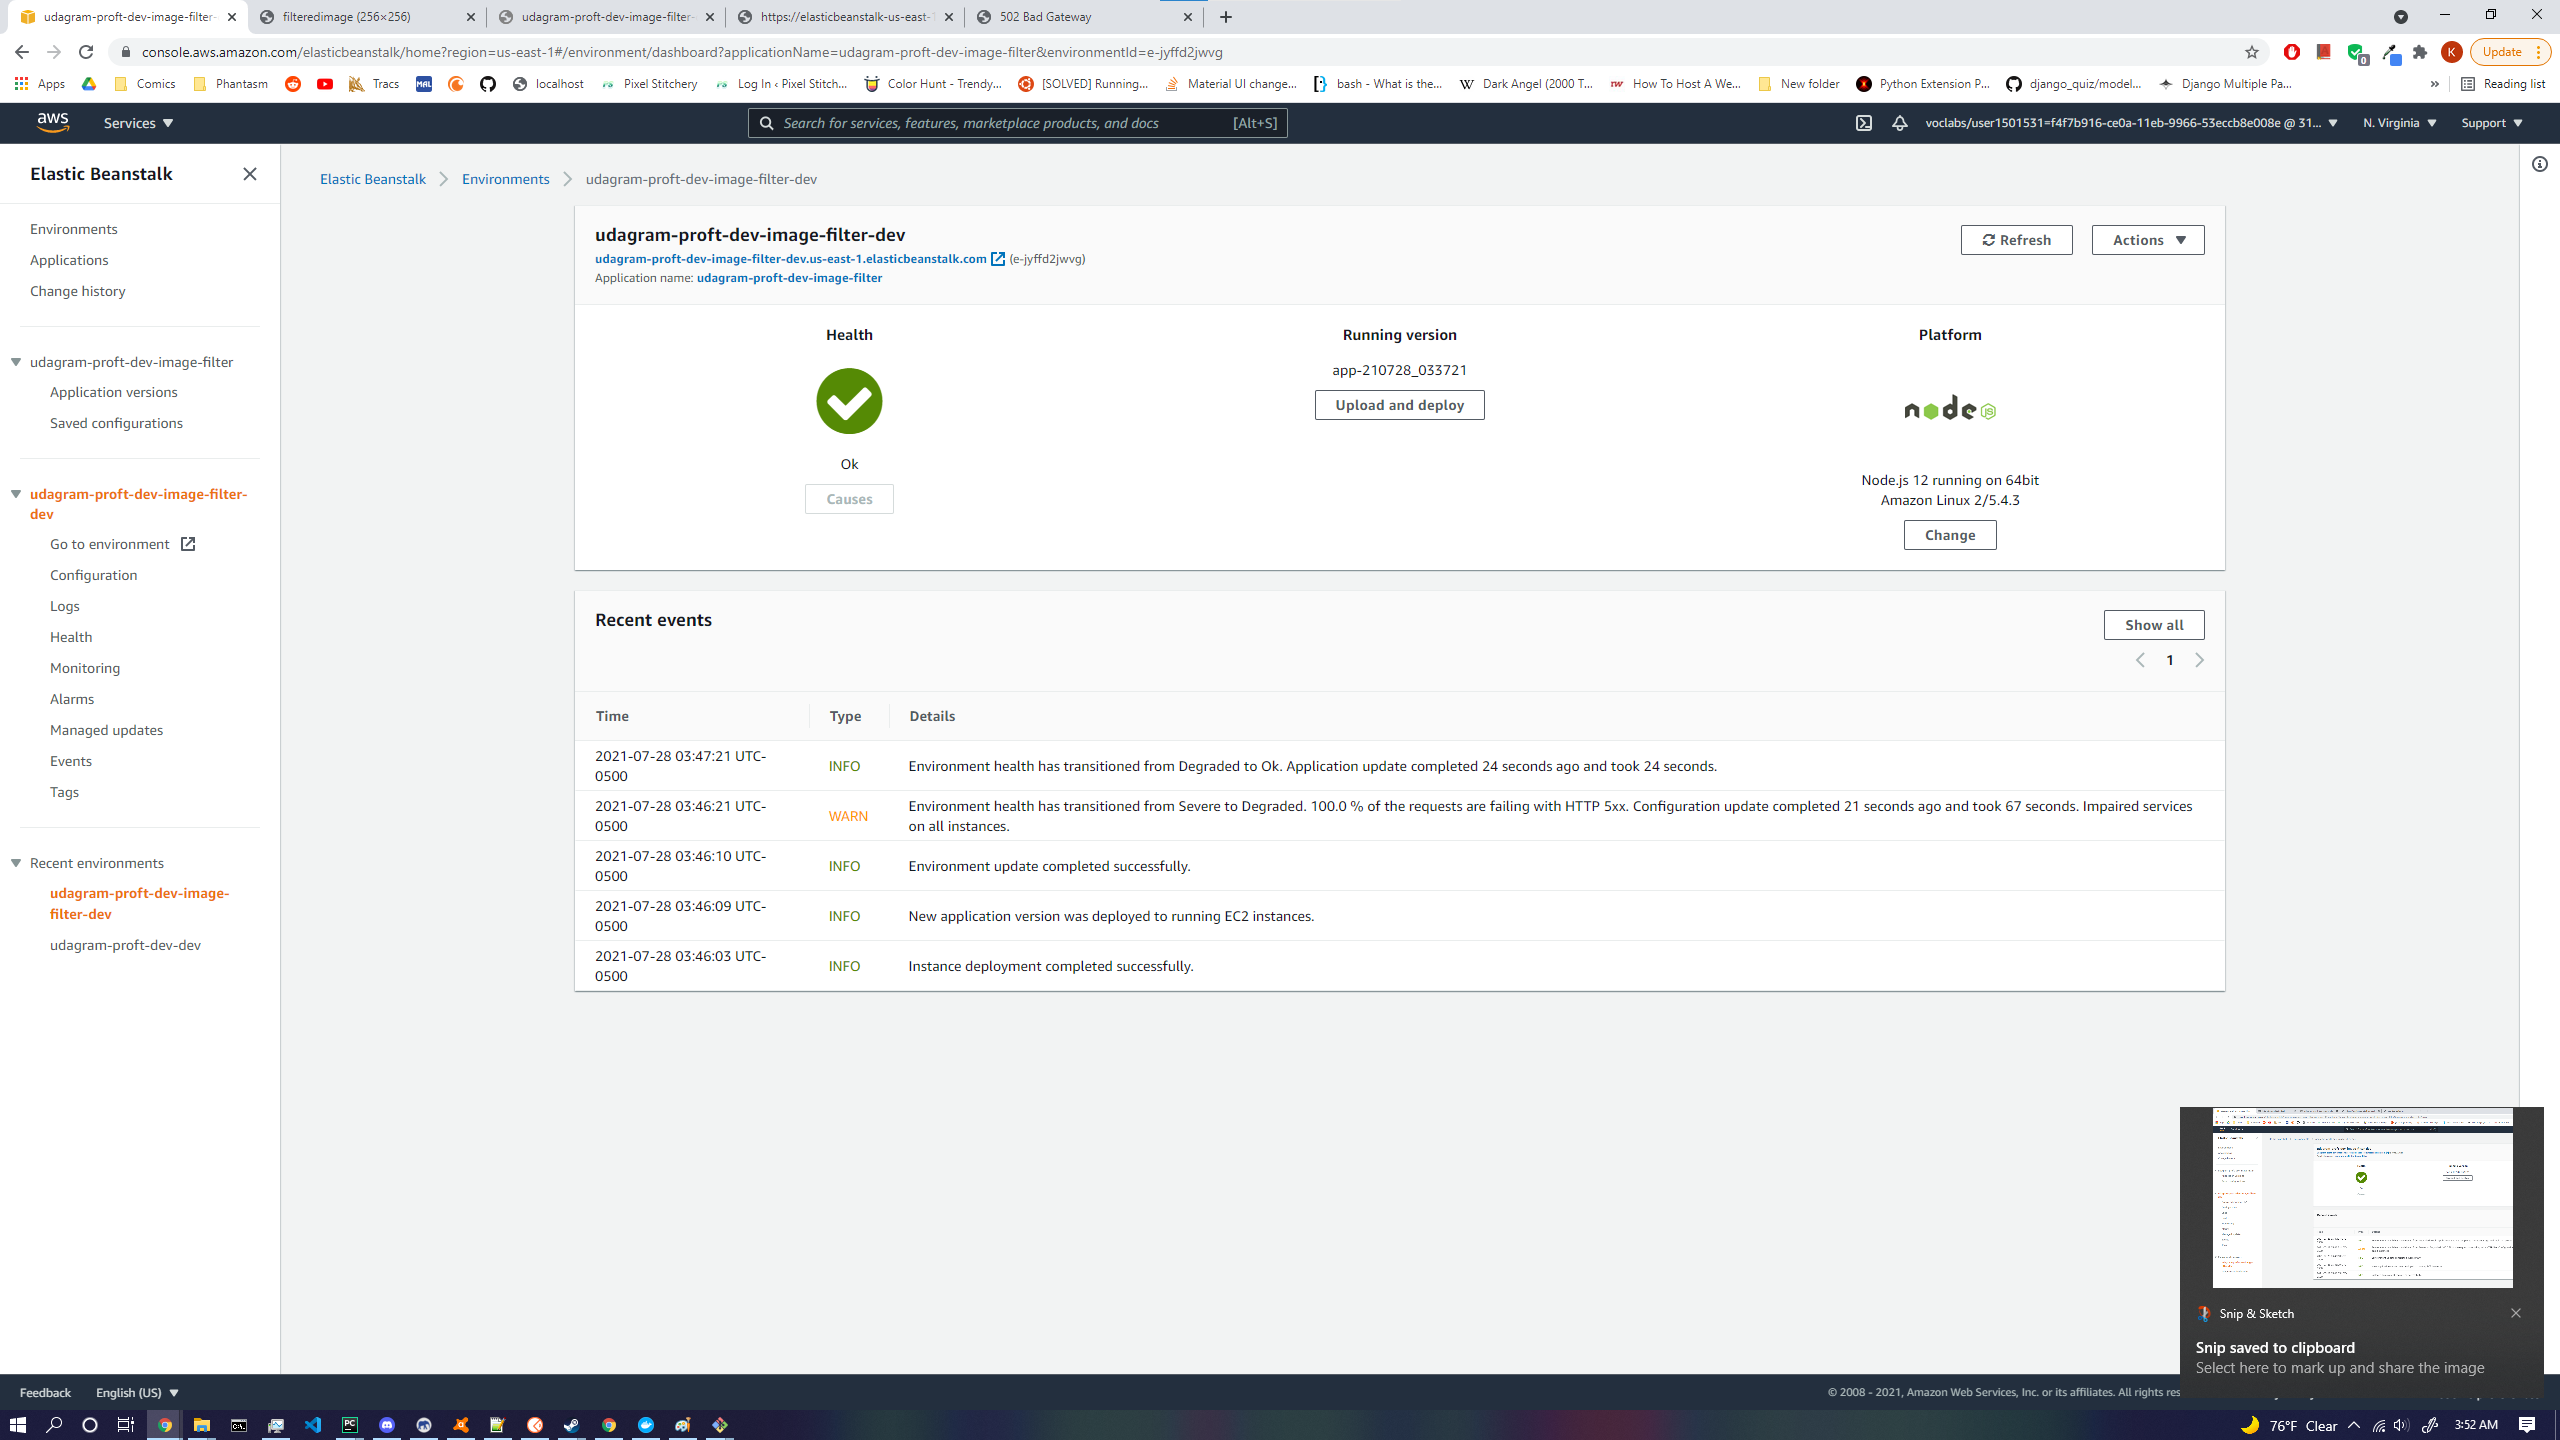 udagram-proft-dev-image-filter-
filteredimage (256×256)
udagram-proft-dev-image-filter-
https://elasticbeanstalk-us-east-
502 Bad Gateway
console.aws.amazon.com/elasticbeanstalk/home?region=us-east-1#/environment/dashboard?applicationName=udagram-proft-dev-image-filter&environmentId=e-jyffd2jwvg
0
K
Update
Apps
Comics
Phantasm
Tracs
MAL
localhost
Pixel Stitchery
Log In ‹ Pixel Stitch...
Color Hunt - Trendy...
[SOLVED] Running...
Material UI change...
bash - What is the...
Dark Angel (2000 T...
How To Host A We...
New folder
Python Extension P...
django_quiz/model...
Django Multiple Pa...
»
Reading list
aws
Services
Search for services, features, marketplace products, and docs
[Alt+S]
voclabs/user1501531=f4f7b916-ce0a-11eb-9966-53eccb8e008e @ 31...
N. Virginia
Support
Elastic Beanstalk
Environments
Applications
Change history
udagram-proft-dev-image-filter
Application versions
Saved configurations
udagram-proft-dev-image-filter-
dev
Go to environment
Configuration
Logs
Health
Monitoring
Alarms
Managed updates
Events
Tags
Recent environments
udagram-proft-dev-image-
filter-dev
udagram-proft-dev-dev
Elastic Beanstalk
Environments
udagram-proft-dev-image-filter-dev
udagram-proft-dev-image-filter-dev
udagram-proft-dev-image-filter-dev.us-east-1.elasticbeanstalk.com (e-jyffd2jwvg)
Application name: udagram-proft-dev-image-filter
Refresh
Actions
Health
Ok
Causes
Running version
app-210728_033721
Upload and deploy
Platform
node JS
Node.js 12 running on 64bit
Amazon Linux 2/5.4.3
Change
Recent events
Show all
1
Time
Type
Details
2021-07-28 03:47:21 UTC-
0500
INFO
Environment health has transitioned from Degraded to Ok. Application update completed 24 seconds ago and took 24 seconds.
2021-07-28 03:46:21 UTC-
0500
WARN
Environment health has transitioned from Severe to Degraded. 100.0 % of the requests are failing with HTTP 5xx. Configuration update completed 21 seconds ago and took 67 seconds. Impaired services
on all instances.
2021-07-28 03:46:10 UTC-
0500
INFO
Environment update completed successfully.
2021-07-28 03:46:09 UTC-
0500
INFO
New application version was deployed to running EC2 instances.
2021-07-28 03:46:03 UTC-
0500
INFO
Instance deployment completed successfully.
Snip & Sketch
Snip saved to clipboard
Select here to mark up and share the image
Feedback
English (US)
© 2008 - 2021, Amazon Web Services, Inc. or its affiliates. All rights res
76°F Clear
3:52 AM